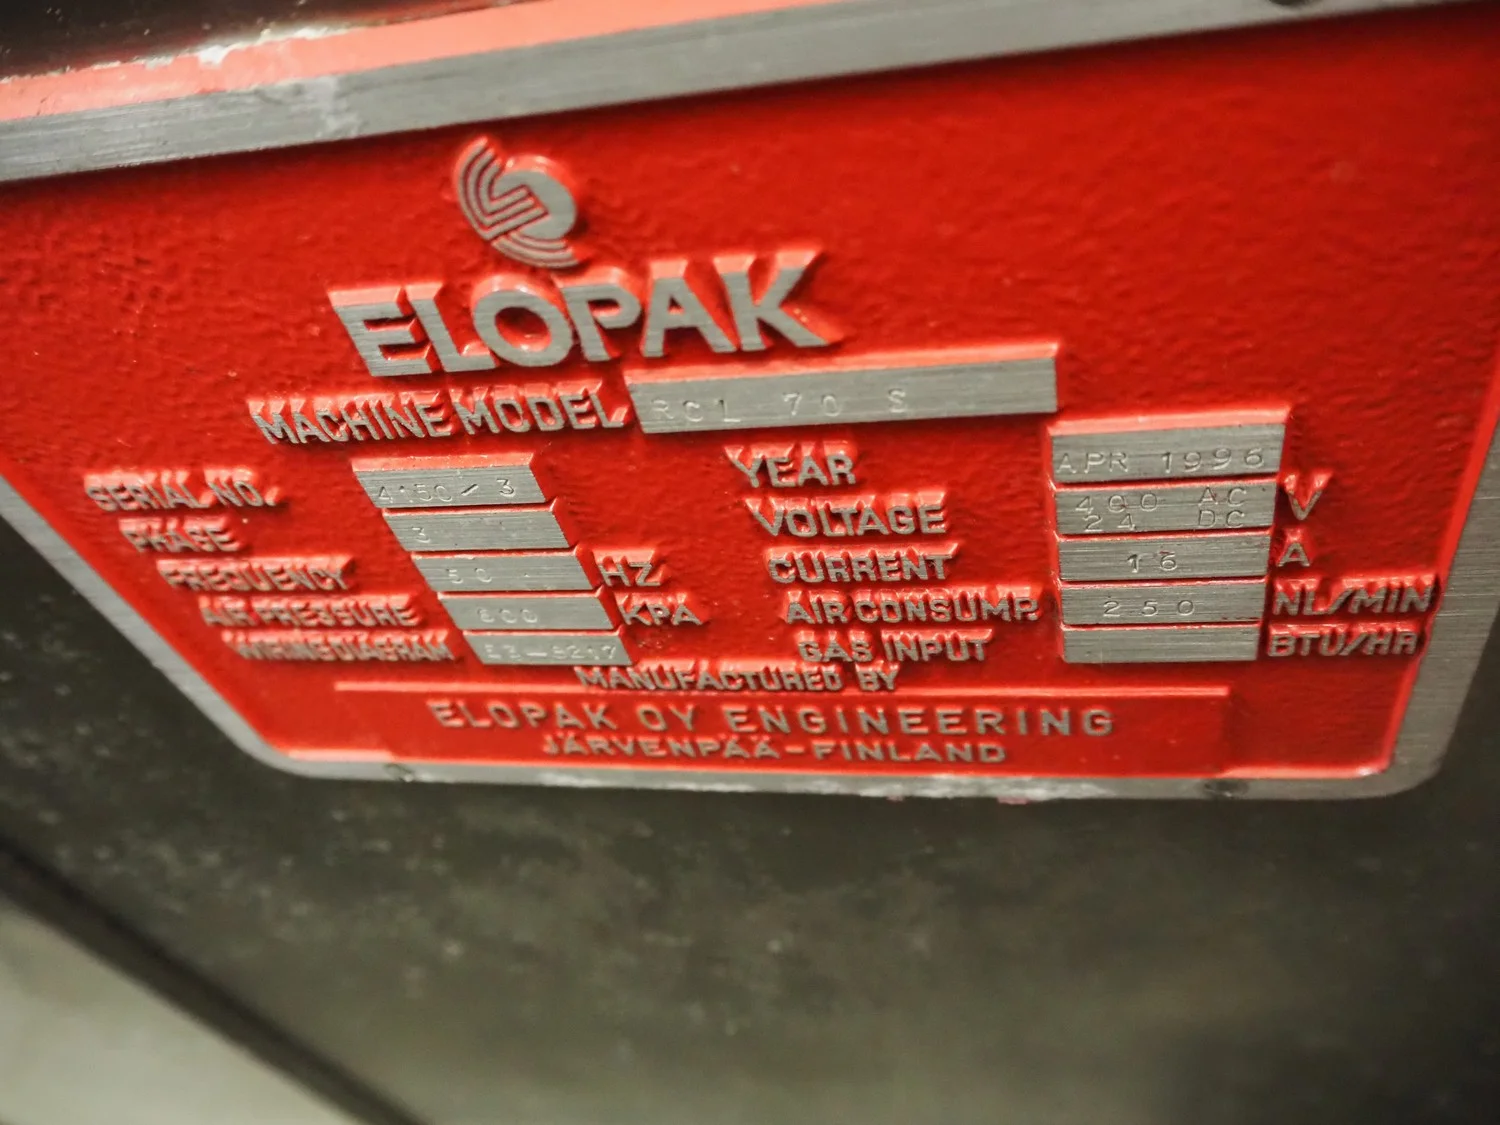 ELOPAK
MACHINE MODEL RCL 70 S
SERIAL NO. 4150/3
PHASE 3
FREQUENCY 50 HZ
AIR PRESSURE 600 KPA
WIRING DIAGRAM
YEAR APR 1996
VOLTAGE 400 AC V
24 DC
CURRENT 16 A
AIR CONSUMP. 250 NL/MIN
GAS INPUT BTU/HR
MANUFACTURED BY
ELOPAK OY ENGINEERING
JÄRVENPÄÄ-FINLAND